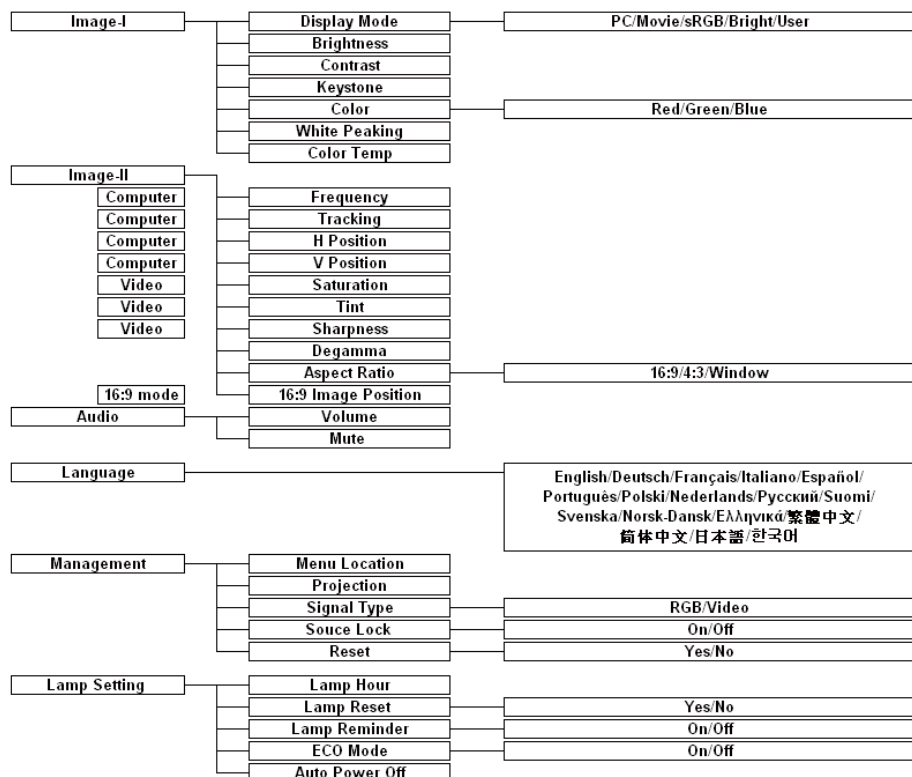 Image-I Display Mode PC/Movie/sRGB/Bright/User
Brightness
Contrast
Keystone
Color Red/Green/Blue
White Peaking
Color Temp
Image-II
Computer Frequency
Computer Tracking
Computer H Position
Computer V Position
Video Saturation
Video Tint
Video Sharpness
Degamma
Aspect Ratio 16:9/4:3/Window
16:9 mode 16:9 Image Position
Audio Volume
Mute
Language English/Deutsch/Français/Italiano/Español/
Português/Polski/Nederlands/Русский/Suomi/
Svenska/Norsk-Dansk/Ελληνικά/繁體中文/
简体中文/日本語/한국어
Management Menu Location
Projection
Signal Type RGB/Video
Souce Lock On/Off
Reset Yes/No
Lamp Setting Lamp Hour
Lamp Reset Yes/No
Lamp Reminder On/Off
ECO Mode On/Off
Auto Power Off